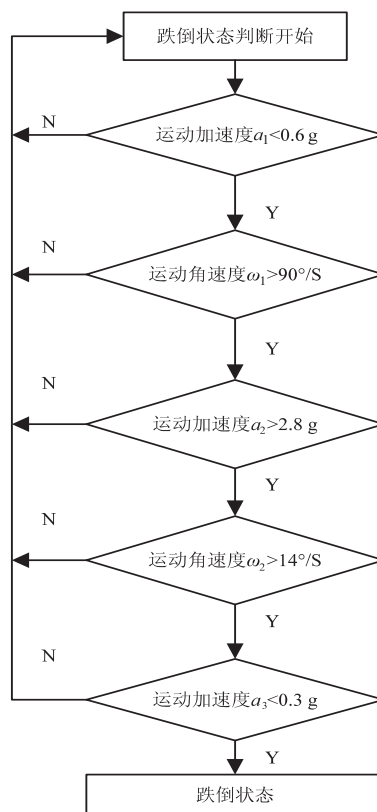 跌倒状态判断开始
N
运动加速度a₁<0.6 g
Y
N
运动角速度ω₁>90°/S
Y
N
运动加速度a₂>2.8 g
Y
N
运动角速度ω₂>14°/S
Y
N
运动加速度a₃<0.3 g
Y
跌倒状态